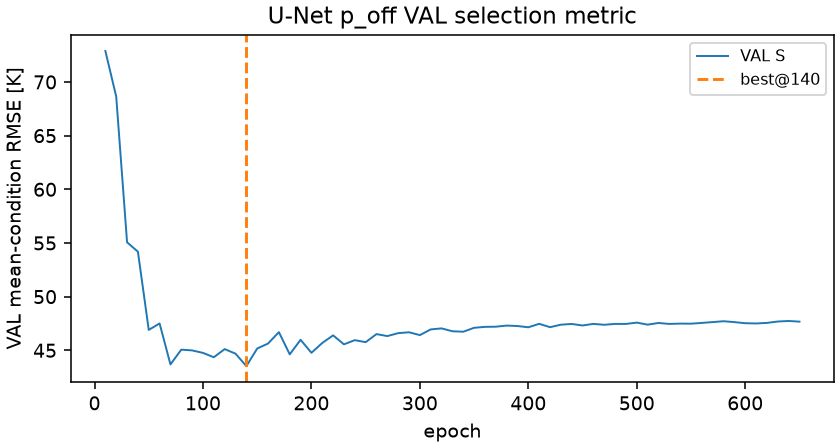 U-Net p_off VAL selection metric
VAL S
best@140
VAL mean-condition RMSE [K]
70
65
60
55
50
45
0 100 200 300 400 500 600
epoch